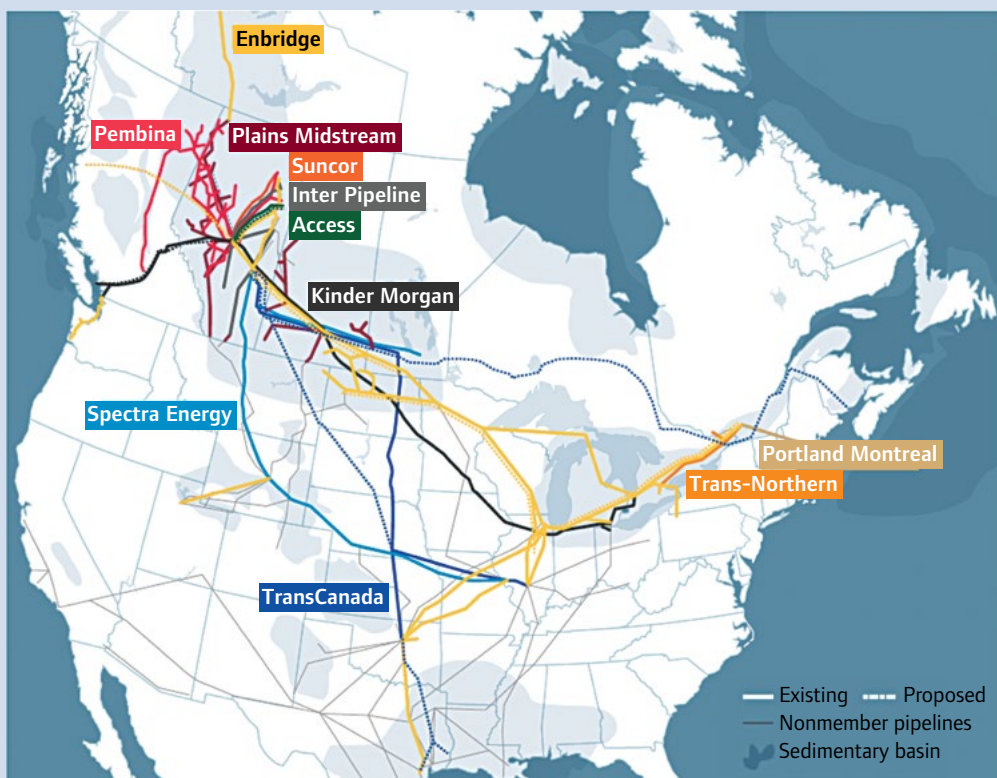 Enbridge
Pembina
Plains Midstream
Suncor
Inter Pipeline
Access
Kinder Morgan
Spectra Energy
Portland Montreal
Trans-Northern
TransCanada
Existing Proposed
Nonmember pipelines
Sedimentary basin